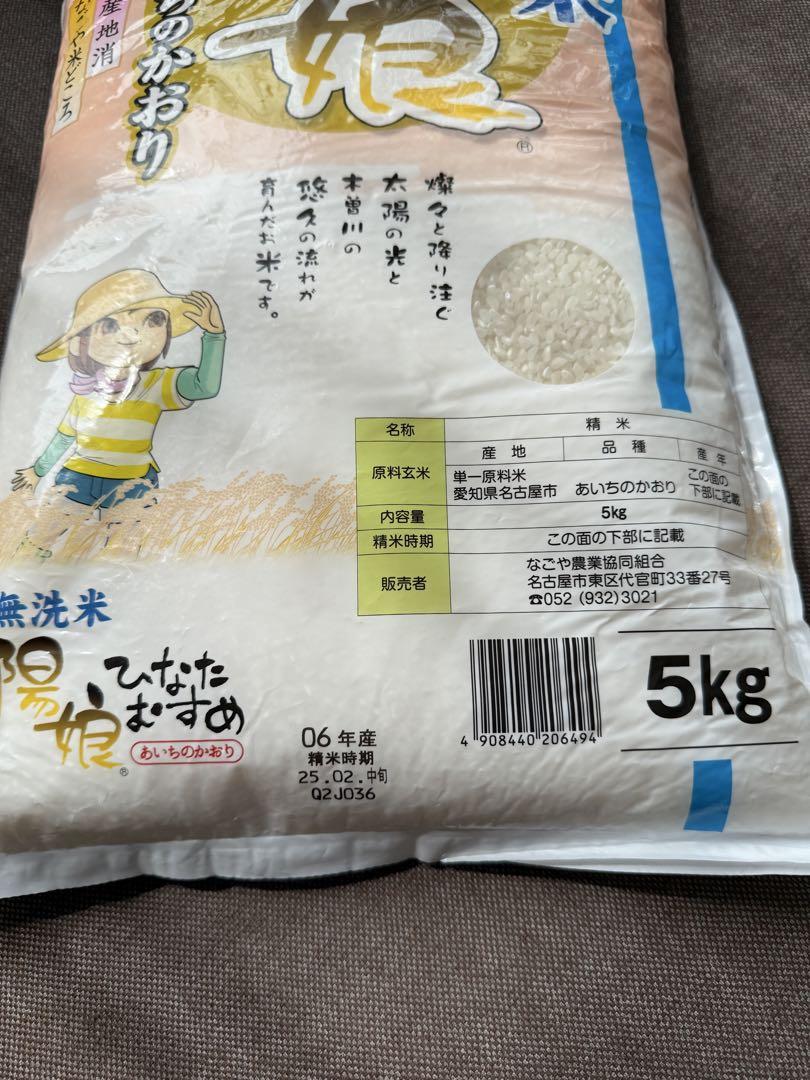 産地消
なごや米どころ
ちのかおり
娘
米
®
燦々と降り注ぐ
太陽の光と
木曽川の
悠久の流れが
育んだお米です。
名称 精米
原料玄米 産地 品種 産年
単一原料米
愛知県名古屋市 あいちのかおり この面の
下部に記載
内容量 5kg
精米時期 この面の下部に記載
販売者 なごや農業協同組合
名古屋市東区代官町33番27号
☎052 (932)3021
無洗米
陽娘
ひなた
むすめ
あいちのかおり
®
06年産
精米時期
25.02.中旬
Q2J036
4 908440 206494
5kg